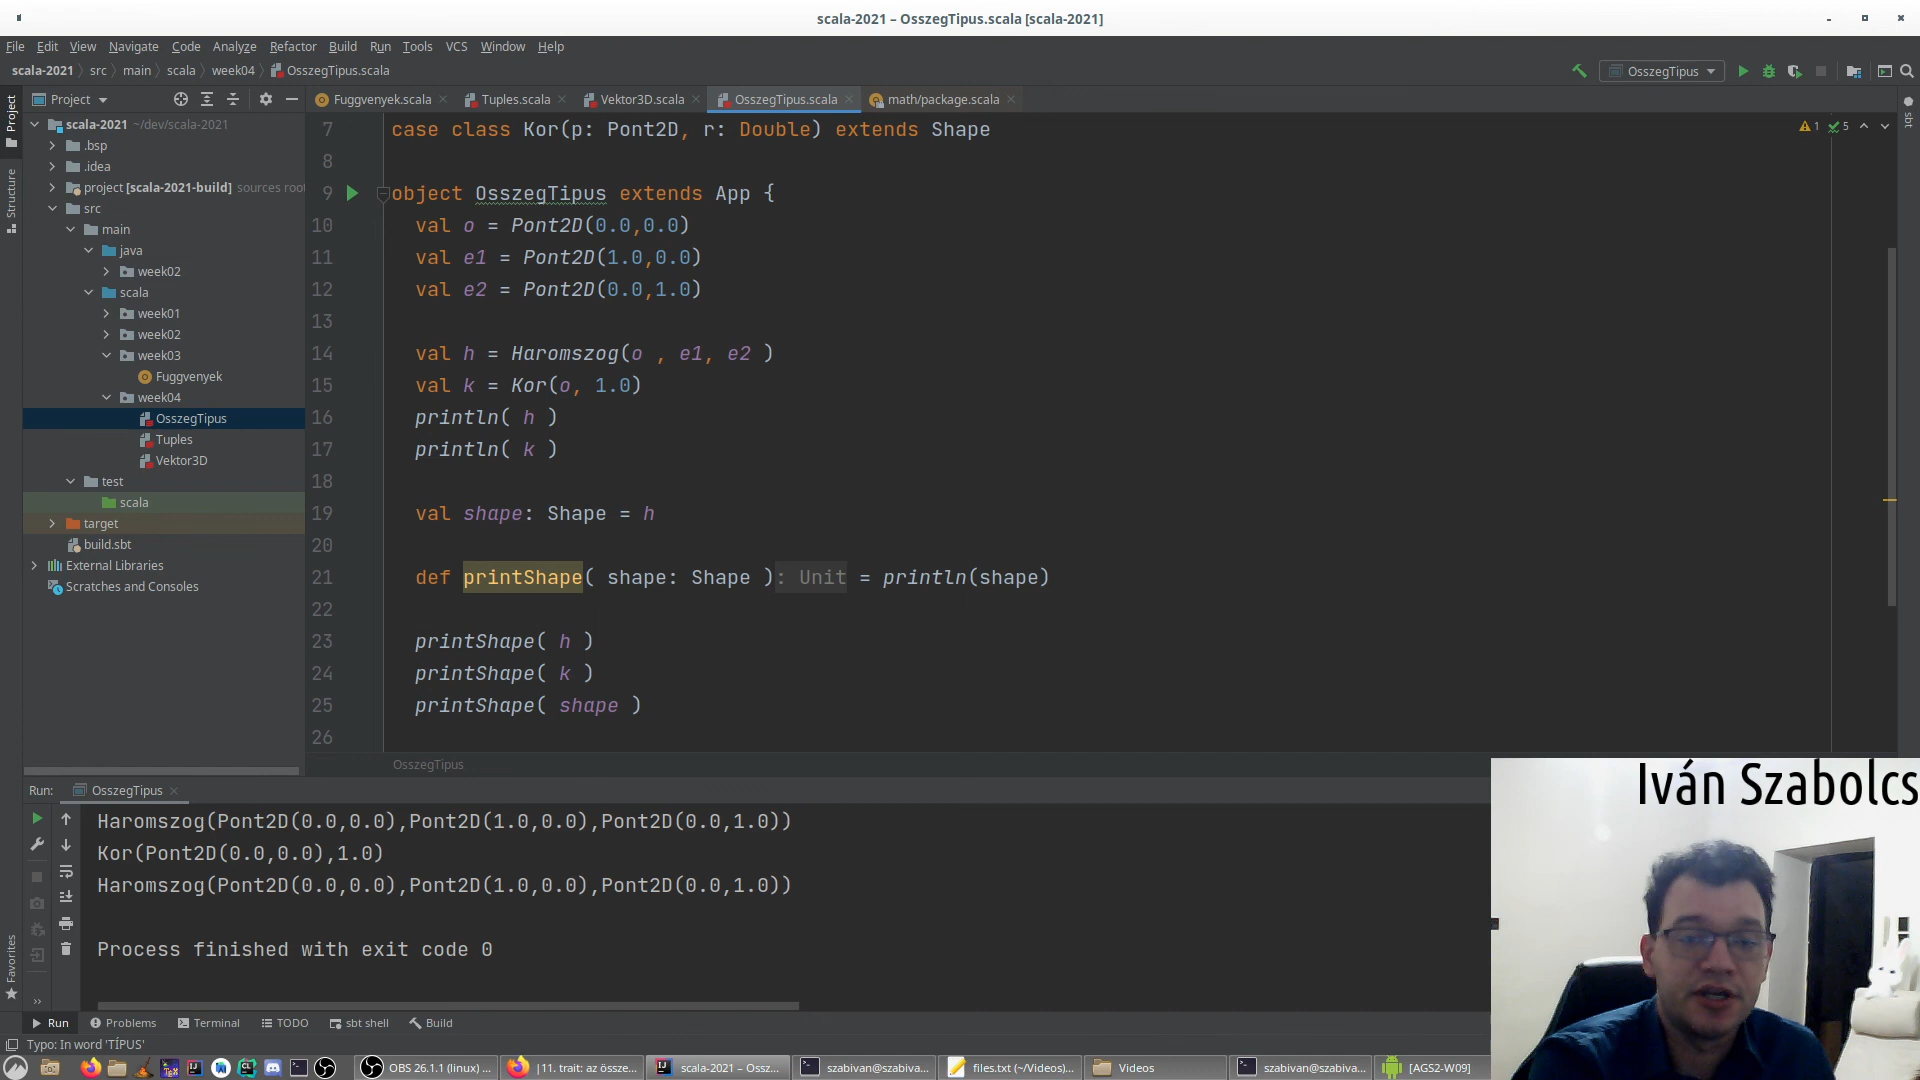 scala-2021 – OsszegTipus.scala [scala-2021]
File Edit View Navigate Code Analyze Refactor Build Run Tools VCS Window Help
scala-2021 src main scala week04 OsszegTipus.scala
OsszegTipus
Project
Fuggvenyek.scala Tuples.scala Vektor3D.scala OsszegTipus.scala math/package.scala
Project
Structure
Favorites
sbt
scala-2021 ~/dev/scala-2021
.bsp
.idea
project [scala-2021-build] sources root
src
main
java
week02
scala
week01
week02
week03
Fuggvenyek
week04
OsszegTipus
Tuples
Vektor3D
test
scala
target
build.sbt
External Libraries
Scratches and Consoles
1 5
7 case class Kor(p: Pont2D, r: Double) extends Shape
8
9 object OsszegTipus extends App {
10 val o = Pont2D(0.0,0.0)
11 val e1 = Pont2D(1.0,0.0)
12 val e2 = Pont2D(0.0,1.0)
13
14 val h = Haromszog(o , e1, e2 )
15 val k = Kor(o, 1.0)
16 println( h )
17 println( k )
18
19 val shape: Shape = h
20
21 def printShape( shape: Shape ): Unit = println(shape)
22
23 printShape( h )
24 printShape( k )
25 printShape( shape )
26
OsszegTipus
Run: OsszegTipus
Haromszog(Pont2D(0.0,0.0),Pont2D(1.0,0.0),Pont2D(0.0,1.0))
Kor(Pont2D(0.0,0.0),1.0)
Haromszog(Pont2D(0.0,0.0),Pont2D(1.0,0.0),Pont2D(0.0,1.0))
Process finished with exit code 0
Iván Szabolcs
Run Problems Terminal TODO sbt shell Build
Typo: In word 'TÍPUS'
OBS 26.1.1 (linux) ... |11. trait: az össze... scala-2021 – Ossz... szabivan@szabiva... files.txt (~/Videos)... Videos szabivan@szabiva... [AGS2-W09]